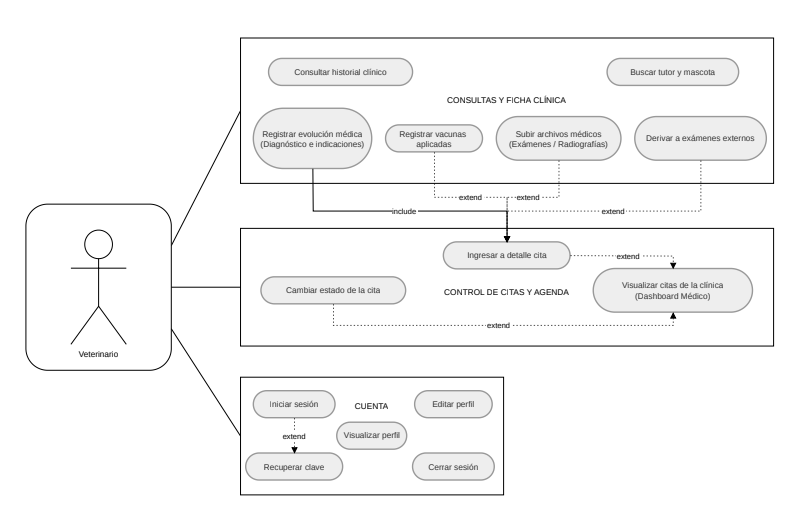 Consultar historial clínico
Buscar tutor y mascota
CONSULTAS Y FICHA CLÍNICA
Registrar evolución médica
(Diagnóstico e indicaciones)
Registrar vacunas
aplicadas
Subir archivos médicos
(Exámenes / Radiografías)
Derivar a exámenes externos
extend
extend
include
extend
Ingresar a detalle cita
extend
Cambiar estado de la cita
CONTROL DE CITAS Y AGENDA
Visualizar citas de la clínica
(Dashboard Médico)
extend
Veterinario
Iniciar sesión
CUENTA
Editar perfil
extend
Visualizar perfil
Recuperar clave
Cerrar sesión